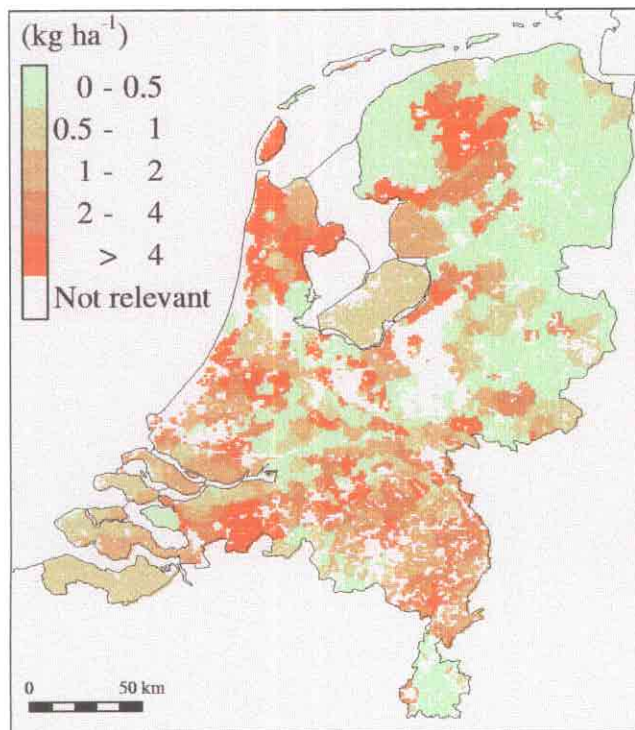 (kg ha⁻¹)
0 - 0.5
0.5 - 1
1 - 2
2 - 4
> 4
Not relevant
0 50 km